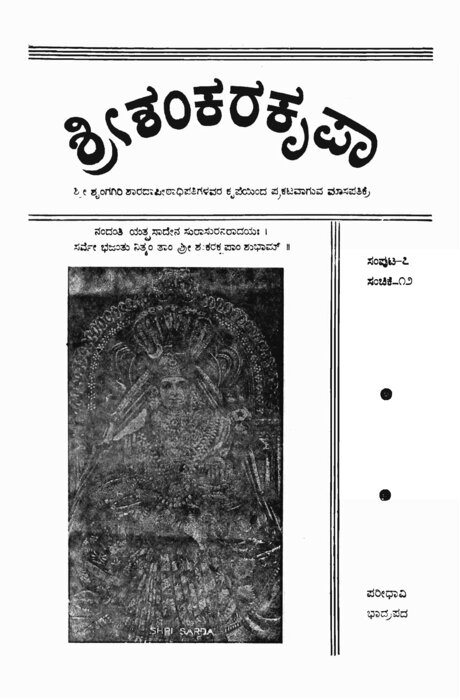 ಶ್ರೀ ಶಂಕರಕೃಪಾ
ಶ್ರೀ ಶೃಂಗಗಿರಿ ಶಾರದಾಪೀಠಾಧಿಪತಿಗಳವರ ಕೃಪೆಯಿಂದ ಪ್ರಕಟವಾಗುವ ಮಾಸಪತ್ರಿಕೆ
ನಂದಂತಿ ಯತ್ಪ್ರಸಾದೇನ ಸುರಾಸುರನರಾದಯಃ ।
ಸರ್ವೇ ಭಜಂತು ನಿತ್ಯಂ ತಾಂ ಶ್ರೀ ಶಂಕರಕೃಪಾಂ ಶುಭಾಮ್ ॥
ಸಂಪುಟ–೭
ಸಂಚಿಕೆ–೧೨
ಪರೀಧಾವಿ
ಭಾದ್ರಪದ
SHRI SARDA